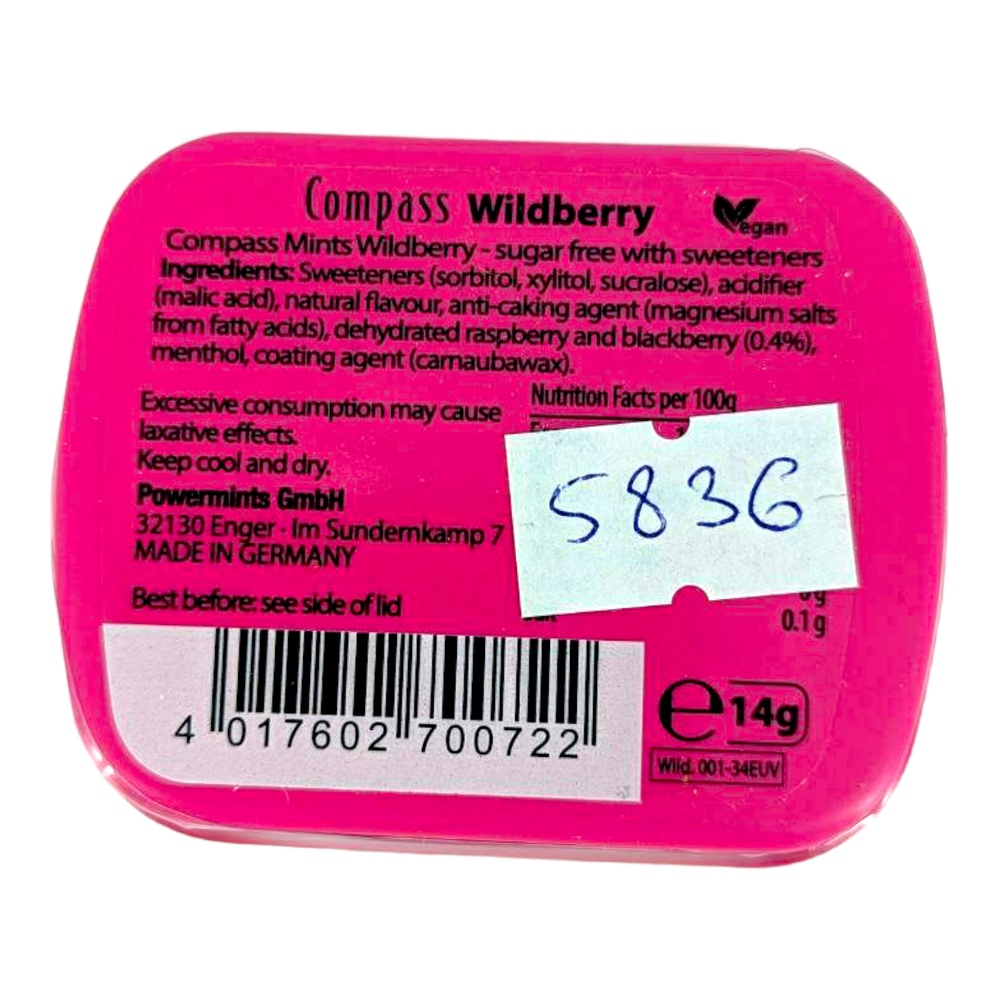 Compass Wildberry
Vegan
Compass Mints Wildberry - sugar free with sweeteners
Ingredients: Sweeteners (sorbitol, xylitol, sucralose), acidifier
(malic acid), natural flavour, anti-caking agent (magnesium salts
from fatty acids), dehydrated raspberry and blackberry (0.4%),
menthol, coating agent (carnaubawax).
Excessive consumption may cause
laxative effects.
Keep cool and dry.
Powermints GmbH
32130 Enger · Im Sundernkamp 7
MADE IN GERMANY
Best before: see side of lid
Nutrition Facts per 100g
5836
0.1g
4 017602 700722
e 14g
Wild. 001-34EUV